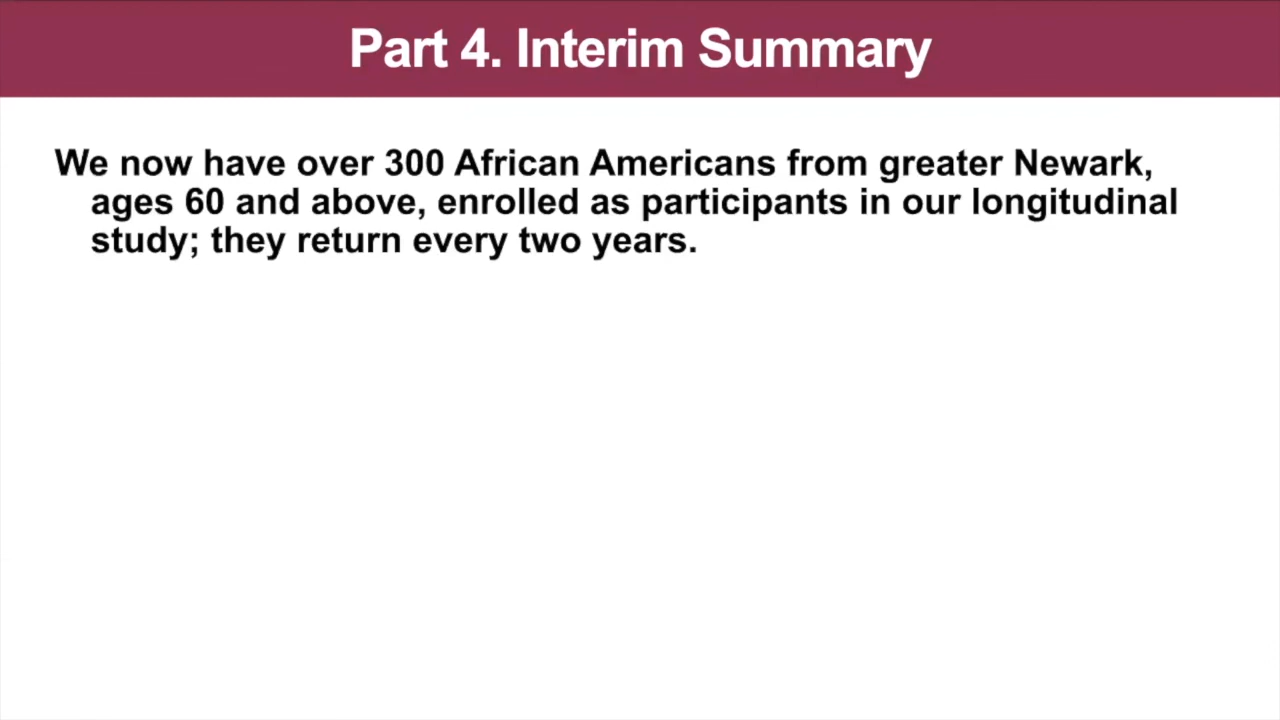 Part 4. Interim Summary
We now have over 300 African Americans from greater Newark,
ages 60 and above, enrolled as participants in our longitudinal
study; they return every two years.